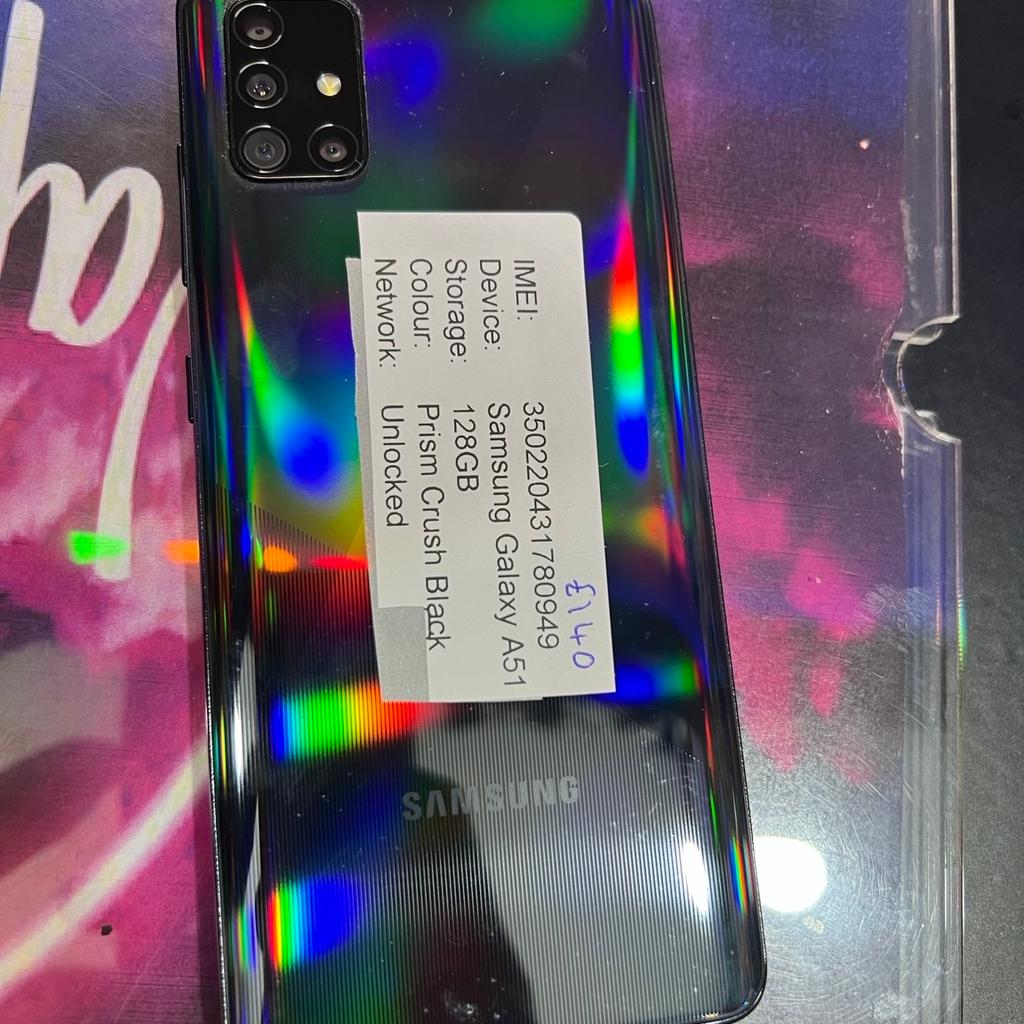 £140
IMEI: 350220431780949
Device: Samsung Galaxy A51
Storage: 128GB
Colour: Prism Crush Black
Network: Unlocked
SAMSUNG